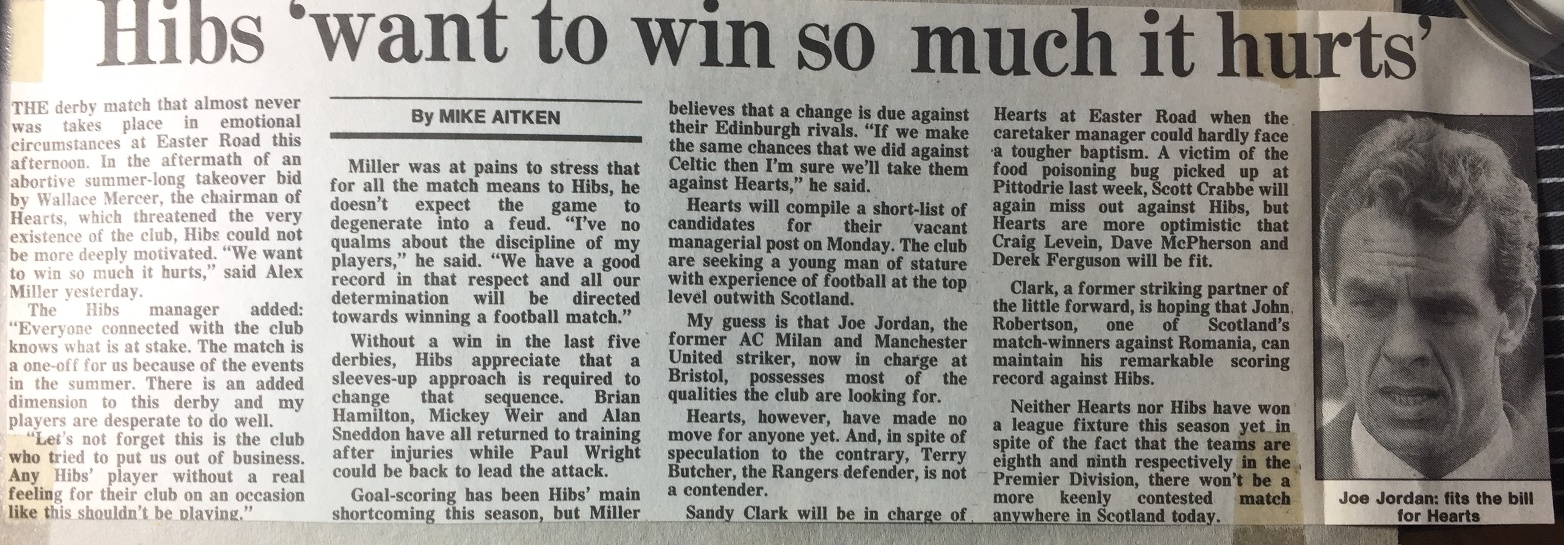 Hibs ‘want to win so much it hurts’
THE derby match that almost never
was takes place in emotional
circumstances at Easter Road this
afternoon. In the aftermath of an
abortive summer-long takeover bid
by Wallace Mercer, the chairman of
Hearts, which threatened the very
existence of the club, Hibs could not
be more deeply motivated. “We want
to win so much it hurts,” said Alex
Miller yesterday.
The Hibs manager added:
“Everyone connected with the club
knows what is at stake. The match is
a one-off for us because of the events
in the summer. There is an added
dimension to this derby and my
players are desperate to do well.
“Let’s not forget this is the club
who tried to put us out of business.
Any Hibs’ player without a real
feeling for their club on an occasion
like this shouldn’t be playing.”
By MIKE AITKEN
Miller was at pains to stress that
for all the match means to Hibs, he
doesn’t expect the game to
degenerate into a feud. “I’ve no
qualms about the discipline of my
players,” he said. “We have a good
record in that respect and all our
determination will be directed
towards winning a football match.”
Without a win in the last five
derbies, Hibs appreciate that a
sleeves-up approach is required to
change that sequence. Brian
Hamilton, Mickey Weir and Alan
Sneddon have all returned to training
after injuries while Paul Wright
could be back to lead the attack.
Goal-scoring has been Hibs’ main
shortcoming this season, but Miller
believes that a change is due against
their Edinburgh rivals. “If we make
the same chances that we did against
Celtic then I’m sure we’ll take them
against Hearts,” he said.
Hearts will compile a short-list of
candidates for their vacant
managerial post on Monday. The club
are seeking a young man of stature
with experience of football at the top
level outwith Scotland.
My guess is that Joe Jordan, the
former AC Milan and Manchester
United striker, now in charge at
Bristol, possesses most of the
qualities the club are looking for.
Hearts, however, have made no
move for anyone yet. And, in spite of
speculation to the contrary, Terry
Butcher, the Rangers defender, is not
a contender.
Sandy Clark will be in charge of
Hearts at Easter Road when the
caretaker manager could hardly face
a tougher baptism. A victim of the
food poisoning bug picked up at
Pittodrie last week, Scott Crabbe will
again miss out against Hibs, but
Hearts are more optimistic that
Craig Levein, Dave McPherson and
Derek Ferguson will be fit.
Clark, a former striking partner of
the little forward, is hoping that John
Robertson, one of Scotland’s
match-winners against Romania, can
maintain his remarkable scoring
record against Hibs.
Neither Hearts nor Hibs have won
a league fixture this season yet in
spite of the fact that the teams are
eighth and ninth respectively in the
Premier Division, there won’t be a
more keenly contested match
anywhere in Scotland today.
Joe Jordan: fits the bill
for Hearts